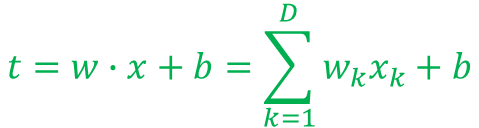 t = w · x + b = ∑_{k=1}^{D} w_k x_k + b